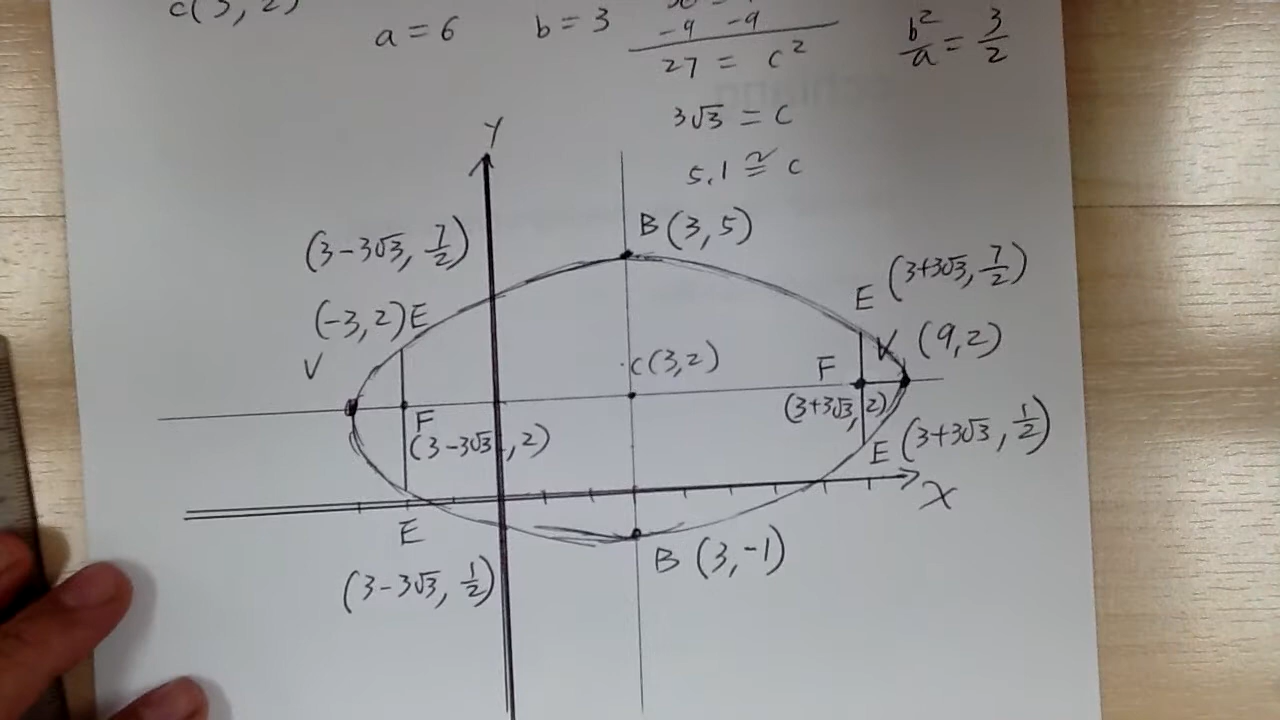 C(3, 2)
a = 6
b = 3
-9 -9
27 = c²
b²/a = 3/2
3√3 = c
5.1 ≅ c
Y
B (3, 5)
(3-3√3, 7/2)
E (3+3√3, 7/2)
(-3, 2) E
V
V (9, 2)
C(3, 2)
F
(3+3√3, 2)
F
(3-3√3, 2)
E (3+3√3, 1/2)
X
E
B (3, -1)
(3-3√3, 1/2)